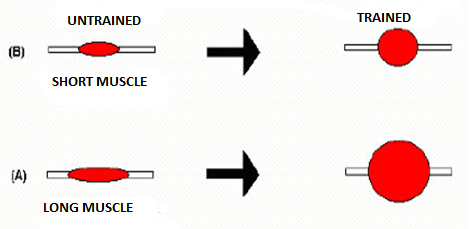 UNTRAINED
TRAINED
(B)
SHORT MUSCLE
(A)
LONG MUSCLE